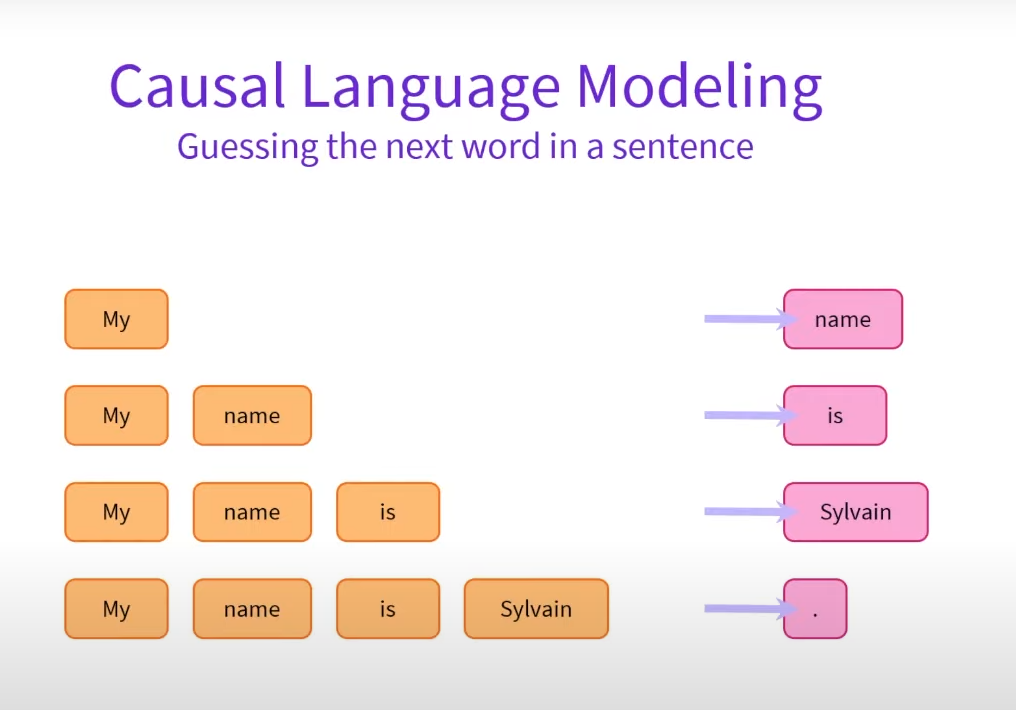 Causal Language Modeling
Guessing the next word in a sentence
My name
My name is
My name is Sylvain
My name is Sylvain .